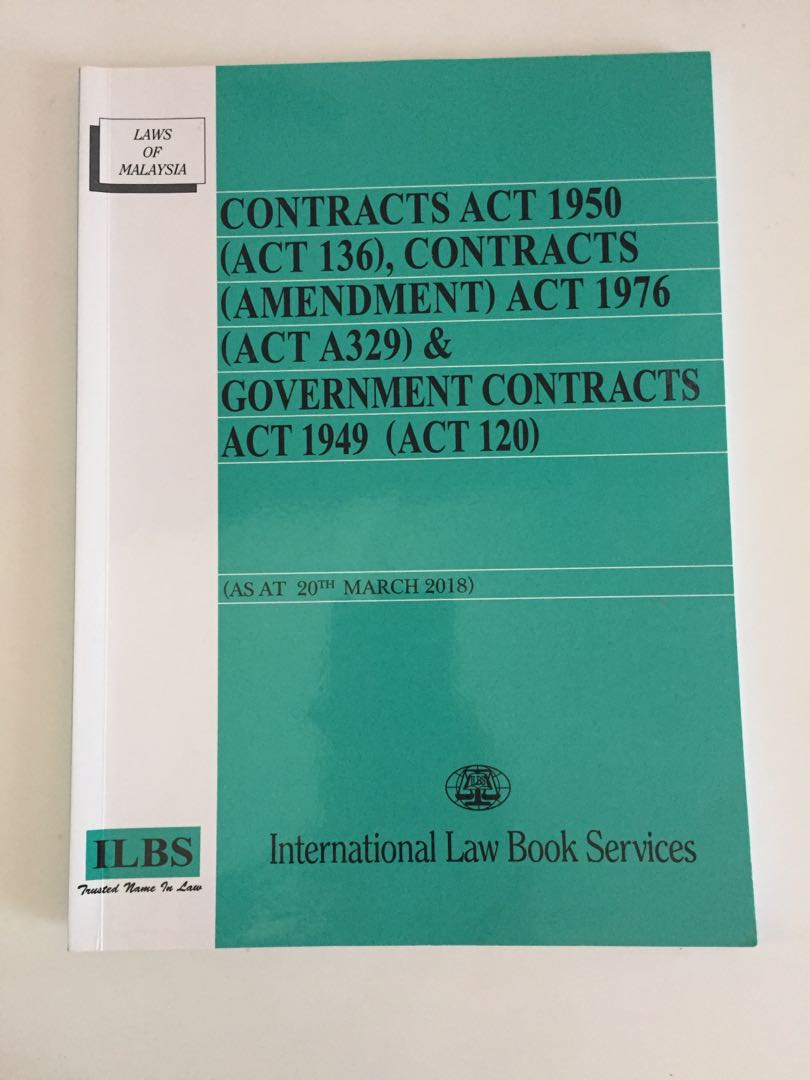 LAWS
OF
MALAYSIA
CONTRACTS ACT 1950
(ACT 136), CONTRACTS
(AMENDMENT) ACT 1976
(ACT A329) &
GOVERNMENT CONTRACTS
ACT 1949 (ACT 120)
(AS AT 20TH MARCH 2018)
ILBS
International Law Book Services
ILBS
Trusted Name In Law